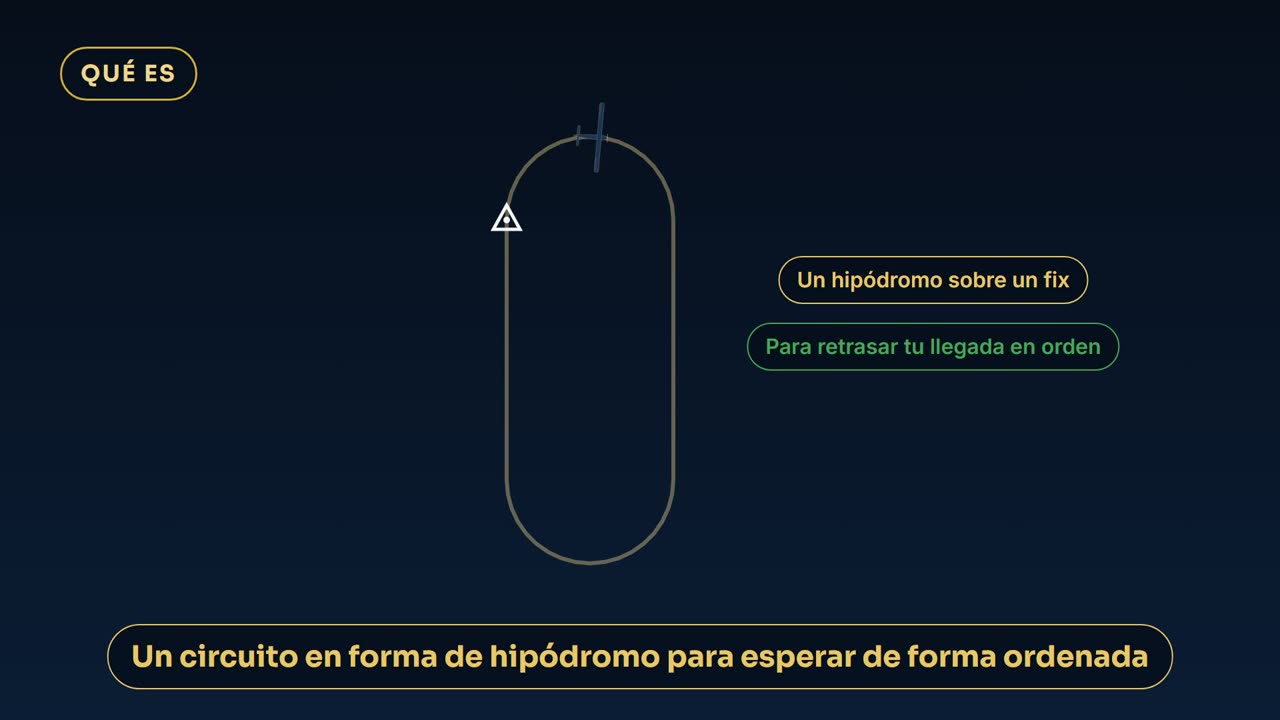 QUÉ ES
Un hipódromo sobre un fix
Para retrasar tu llegada en orden
Un circuito en forma de hipódromo para esperar de forma ordenada